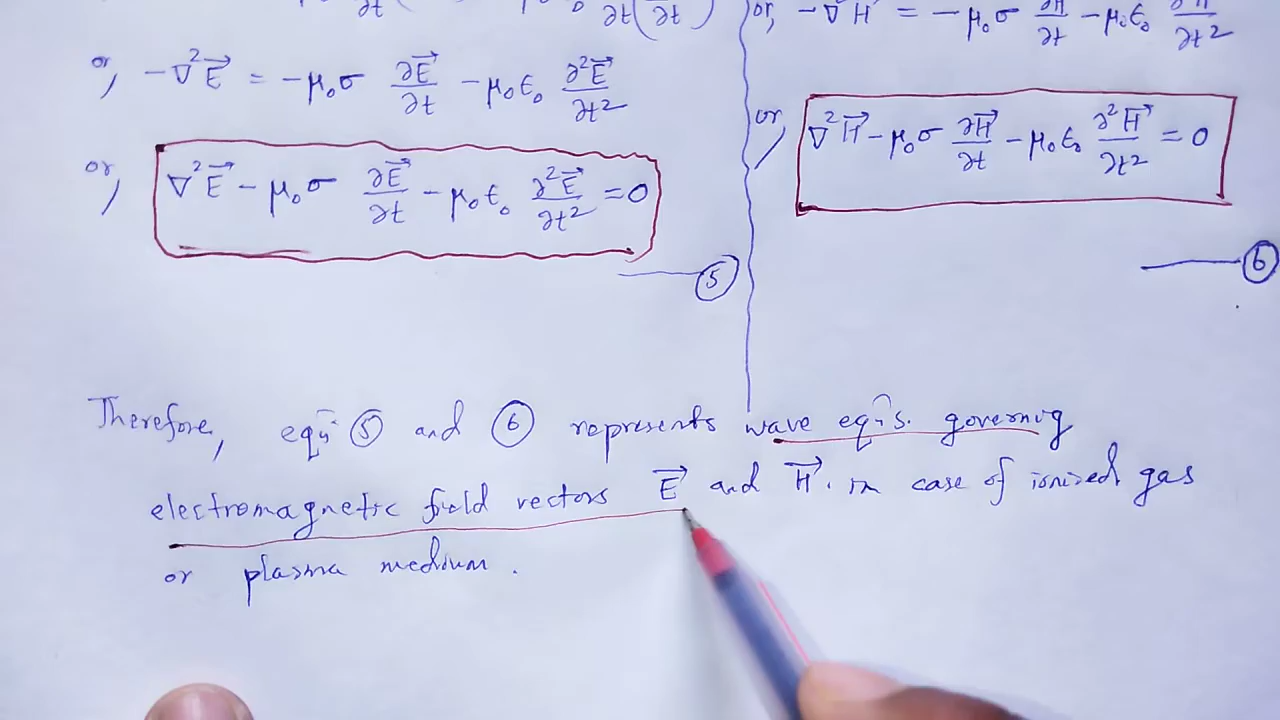 or, -∇²E⃗ = -μ₀σ ∂E⃗/∂t - μ₀ϵ₀ ∂²E⃗/∂t²
or, ∇²E⃗ - μ₀σ ∂E⃗/∂t - μ₀ϵ₀ ∂²E⃗/∂t² = 0
⑤
or, -∇²H⃗ = -μ₀σ ∂H⃗/∂t - μ₀ϵ₀ ∂²H⃗/∂t²
or, ∇²H⃗ - μ₀σ ∂H⃗/∂t - μ₀ϵ₀ ∂²H⃗/∂t² = 0
⑥
Therefore, eqn ⑤ and ⑥ represents wave eqns. governig
electromagnetic field vectors E⃗ and H⃗. in case of ionized gas
or plasma medium.